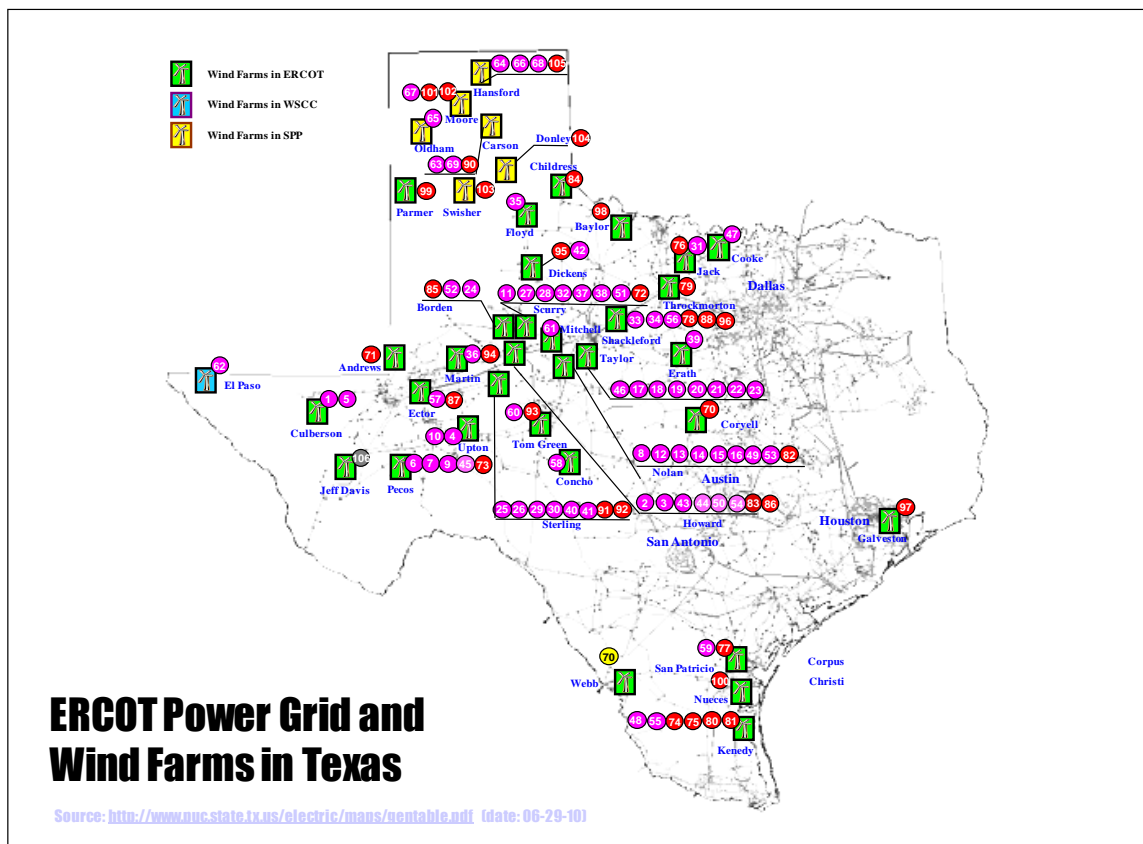 Wind Farms in ERCOT
Wind Farms in WSCC
Wind Farms in SPP
64 66 68 105
Hansford
67 101 102
Moore
65
Oldham
Carson
Donley 104
63 69 90
Childress
84
Parmer 99
Swisher 103
35
Floyd
98
Baylor
47
Cooke
76 31
Jack
95 42
Dickens
79
Throckmorton
Dallas
85 52 24
Borden
11 27 28 32 37 38 51 72
Scurry
61 Mitchell
33 34 56 78 88 96
Shackleford
39
Erath
Taylor
71
Andrews
36 94
Martin
62
El Paso
1 5
Culberson
57 87
Ector
46 17 18 19 20 21 22 23
70
Coryell
60 93
Tom Green
10 4
Upton
8 12 13 14 15 16 49 53 82
Nolan
Austin
106
Jeff Davis
6 7 9 45 73
Pecos
58
Concho
25 26 29 30 40 41 91 92
Sterling
2 3 43 44 50 54 83 86
Howard
San Antonio
Houston
97
Galveston
59 77
San Patricio
Corpus
Christi
70
Webb
100
Nueces
48 55 74 75 80 81
Kenedy
ERCOT Power Grid and
Wind Farms in Texas
Source: http://www.puc.state.tx.us/electric/maps/gentable.pdf (date: 06-29-10)